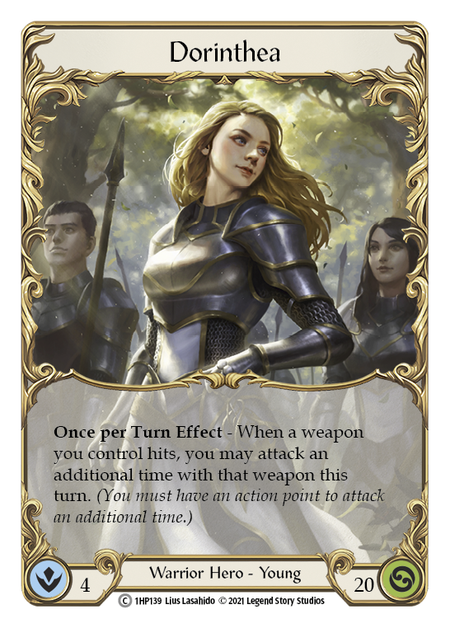 Dorinthea
Once per Turn Effect - When a weapon
you control hits, you may attack an
additional time with that weapon this
turn. (You must have an action point to attack
an additional time.)
4
Warrior Hero - Young
20
C 1HP139 Lius Lasahido © 2021 Legend Story Studios